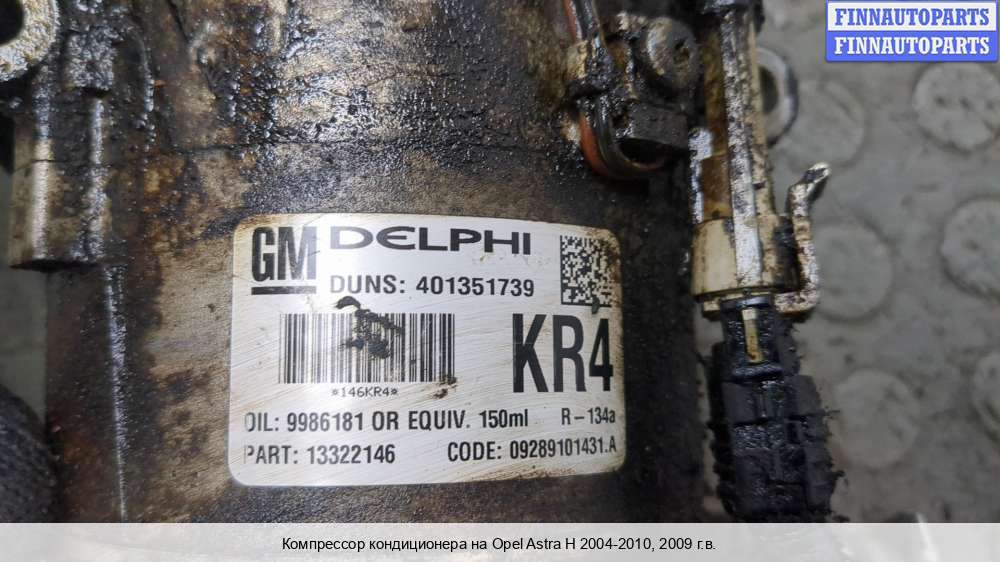 FINNAUTOPARTS
FINNAUTOPARTS
GM DELPHI
DUNS: 401351739
KR4
*146KR4*
OIL: 9986181 OR EQUIV. 150ml R-134a
PART: 13322146 CODE: 09289101431.A
Компрессор кондиционера на Opel Astra H 2004-2010, 2009 г.в.